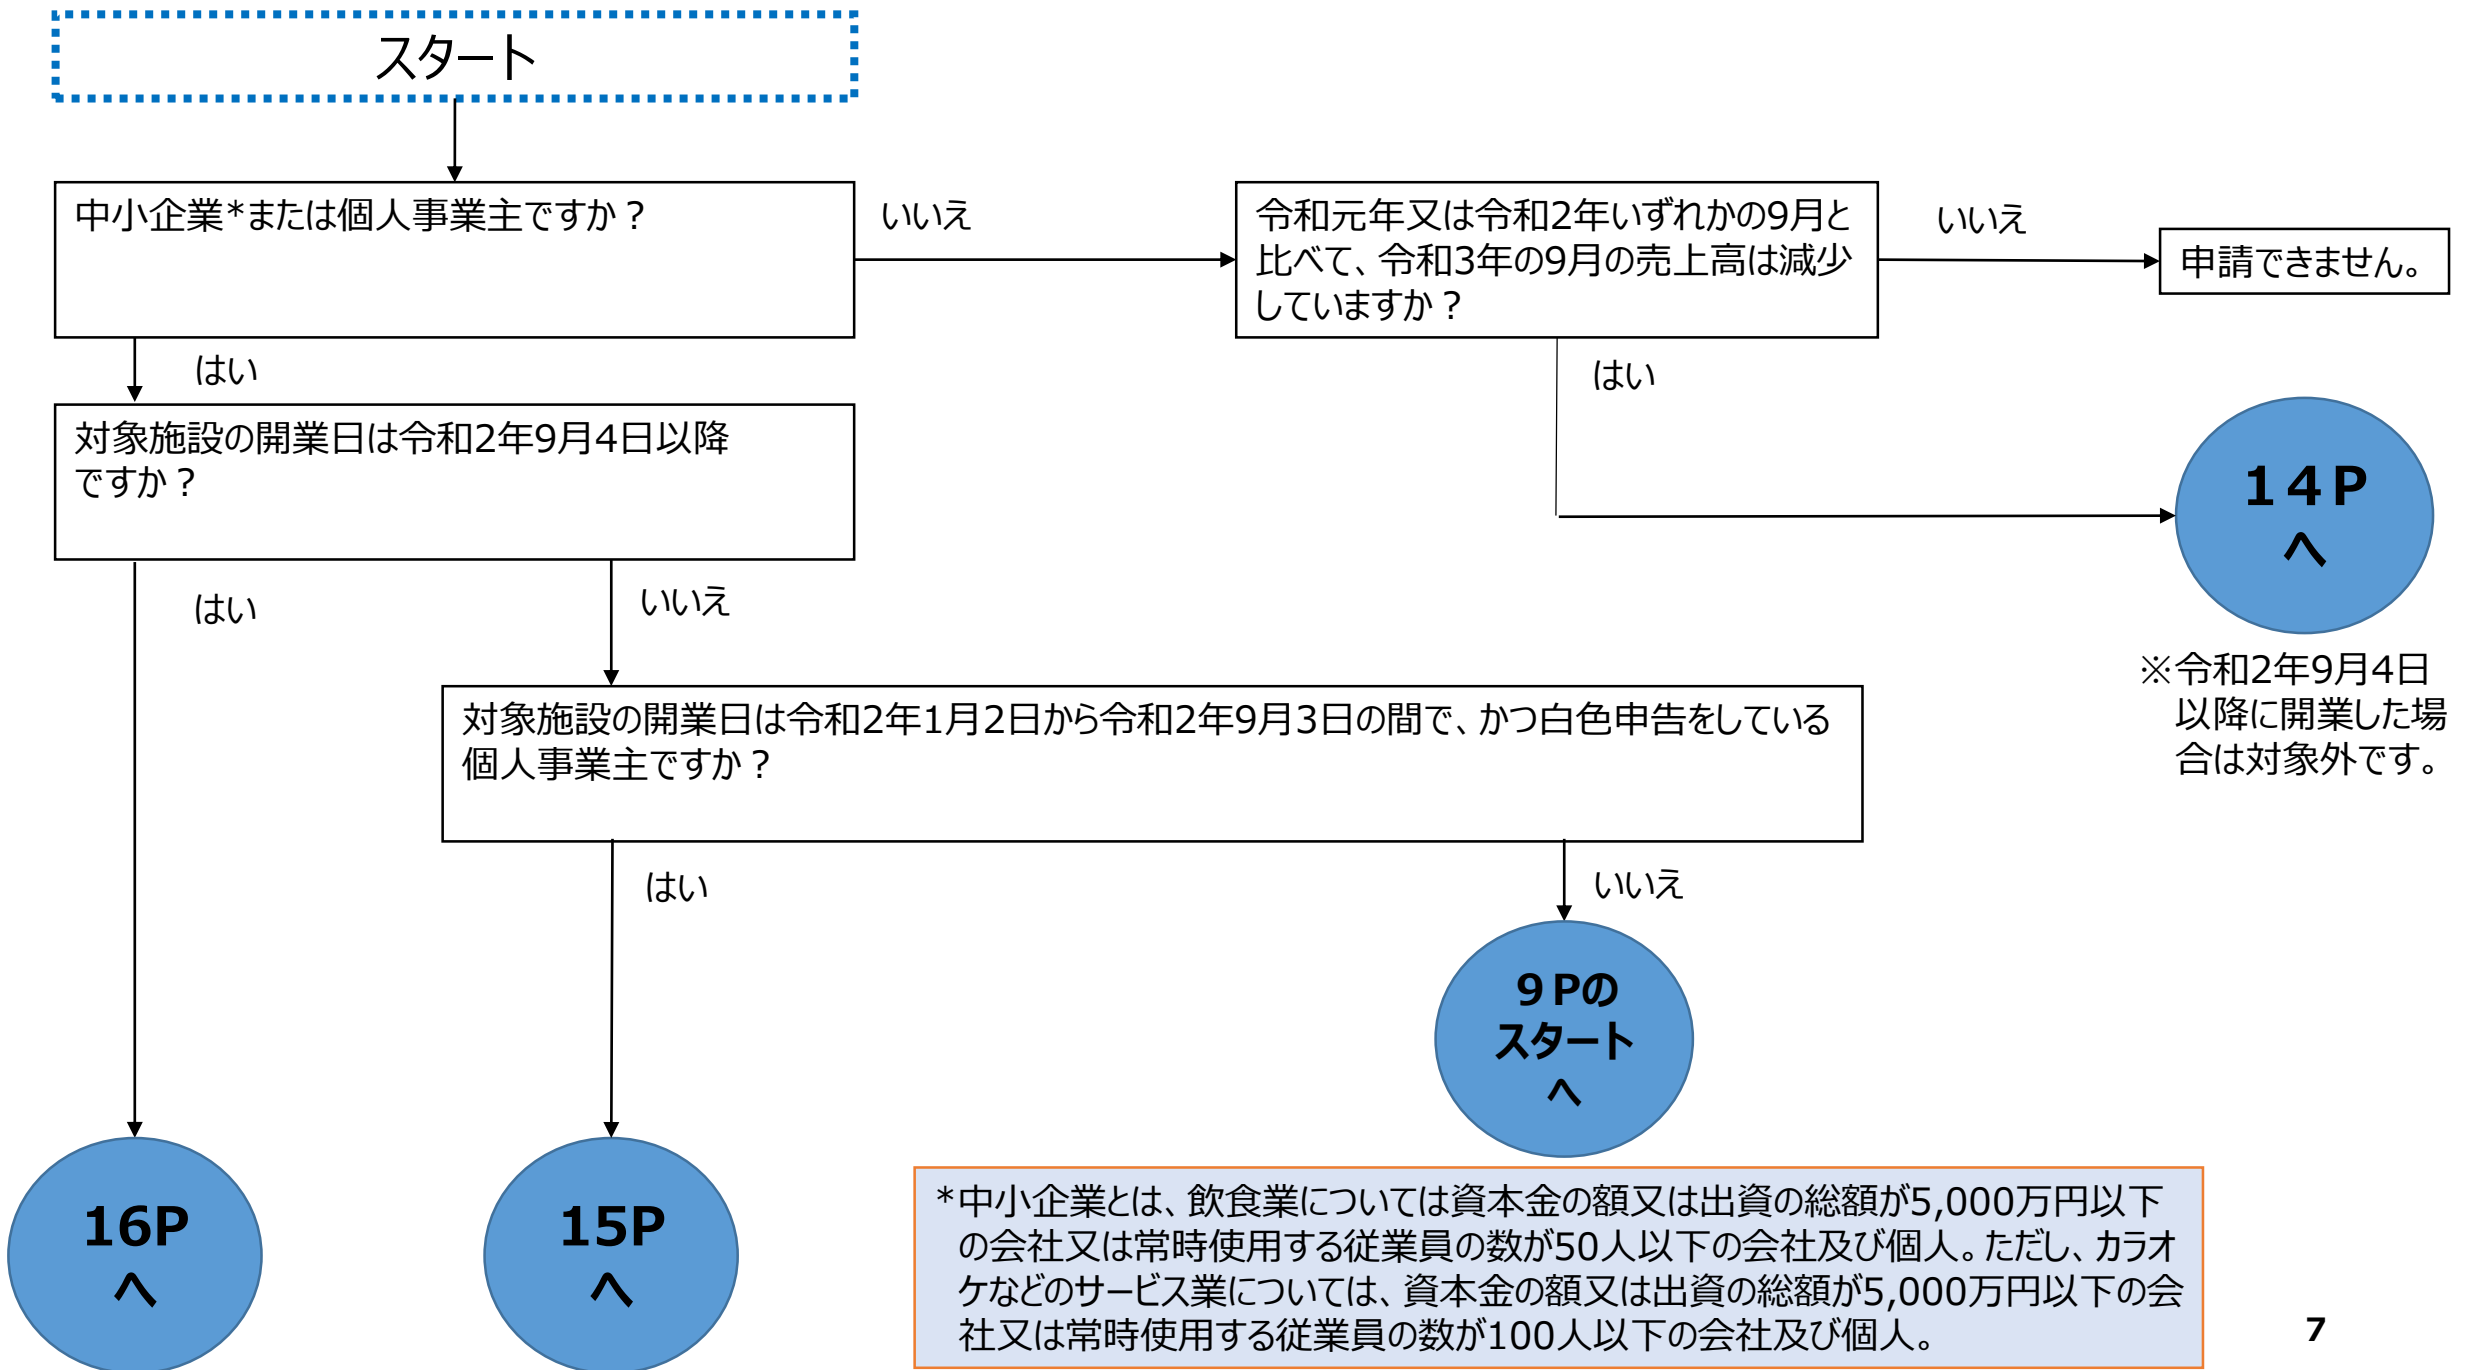 スタート
中小企業*または個人事業主ですか？
いいえ
令和元年又は令和2年いずれかの9月と
比べて、令和3年の9月の売上高は減少
していますか？
いいえ
申請できません。
はい
はい
対象施設の開業日は令和2年9月4日以降
ですか？
１４Ｐ
へ
※令和2年9月4日
以降に開業した場
合は対象外です。
はい
いいえ
対象施設の開業日は令和2年1月2日から令和2年9月3日の間で、かつ白色申告をしている
個人事業主ですか？
はい
いいえ
９Ｐの
スタート
へ
16P
へ
15P
へ
*中小企業とは、飲食業については資本金の額又は出資の総額が5,000万円以下
の会社又は常時使用する従業員の数が50人以下の会社及び個人。ただし、カラオ
ケなどのサービス業については、資本金の額又は出資の総額が5,000万円以下の会
社又は常時使用する従業員の数が100人以下の会社及び個人。
7